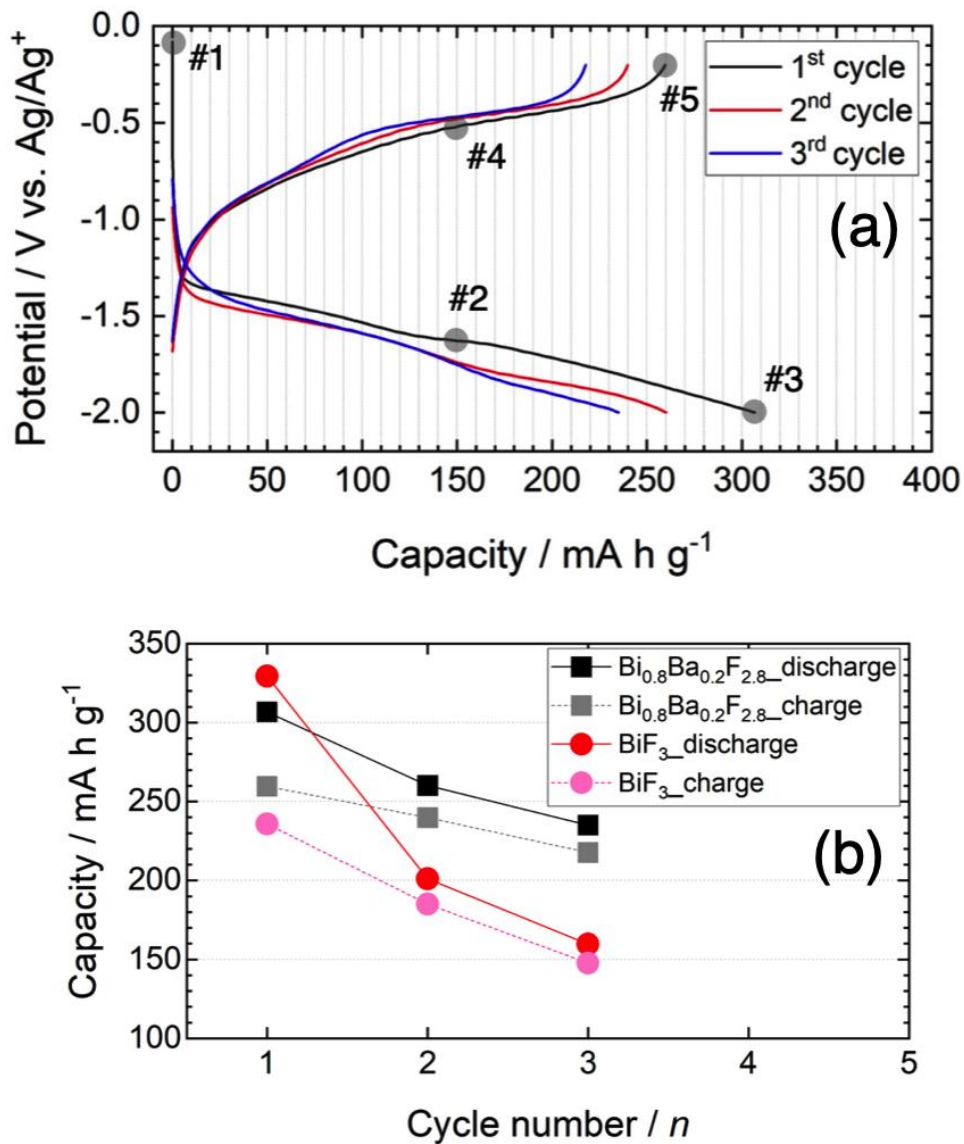 (a)
0.0
-0.5
-1.0
-1.5
-2.0
Potential / V vs. Ag/Ag⁺
#1
#2
#3
#4
#5
1ˢᵗ cycle
2ⁿᵈ cycle
3ʳᵈ cycle
0 50 100 150 200 250 300 350 400
Capacity / mA h g⁻¹
350
300
250
200
150
100
Capacity / mA h g⁻¹
Bi₀.₈Ba₀.₂F₂.₈_discharge
Bi₀.₈Ba₀.₂F₂.₈_charge
BiF₃_discharge
BiF₃_charge
(b)
1 2 3 4 5
Cycle number / n